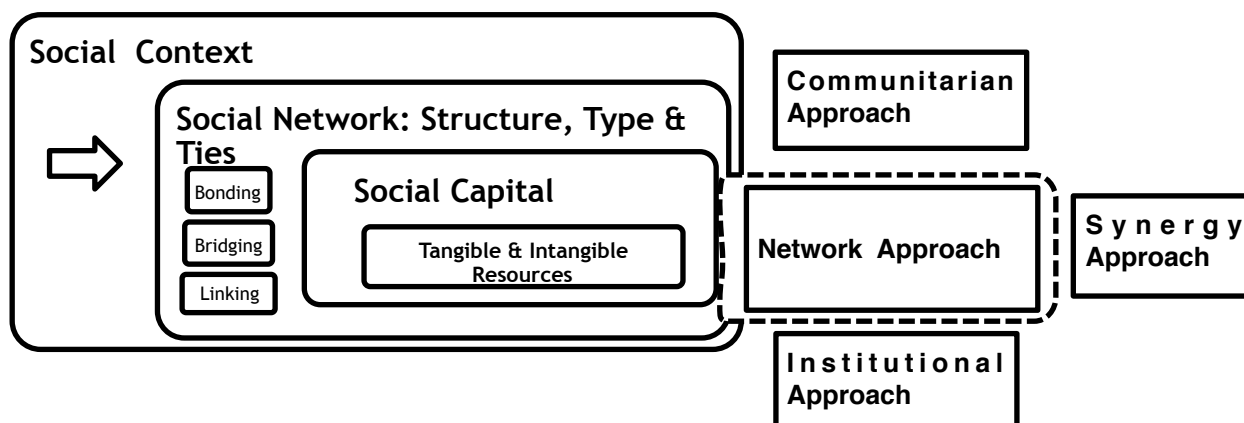 Social Context
Social Network: Structure, Type &
Ties
Bonding
Bridging
Linking
Social Capital
Tangible & Intangible
Resources
Communitarian
Approach
Network Approach
Synergy
Approach
Institutional
Approach